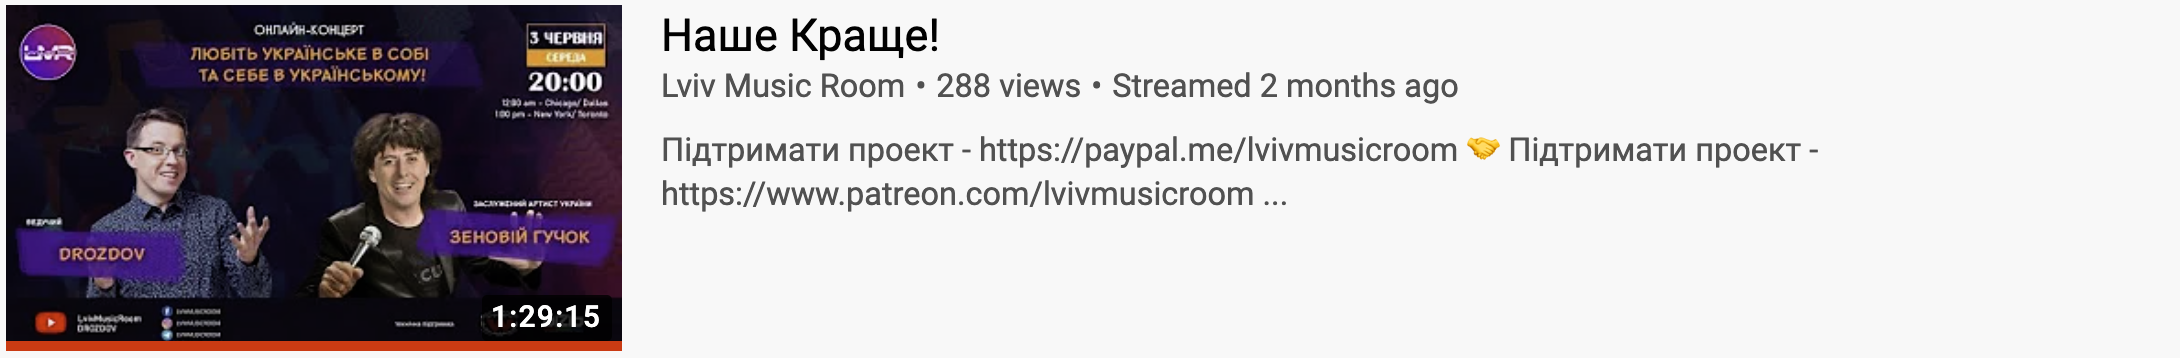 LMR
ОНЛАЙН-КОНЦЕРТ
ЛЮБІТЬ УКРАЇНСЬКЕ В СОБІ
ТА СЕБЕ В УКРАЇНСЬКОМУ!
3 ЧЕРВНЯ
СЕРЕДА
20:00
12:00 am - Chicago/ Dallas
1:00 pm - New York/ Toronto
ВЕДУЧИЙ
DROZDOV
ЗАСЛУЖЕНИЙ АРТИСТ УКРАЇНИ
ЗЕНОВІЙ ГУЧОК
LvivMusicRoom
DROZDOV
LVIVMUSICROOM
LVIVMUSICROOM
LVIVMUSICROOM
1:29:15
Наше Краще!
Lviv Music Room • 288 views • Streamed 2 months ago
Підтримати проект - https://paypal.me/lvivmusicroom 🤝 Підтримати проект -
https://www.patreon.com/lvivmusicroom ...